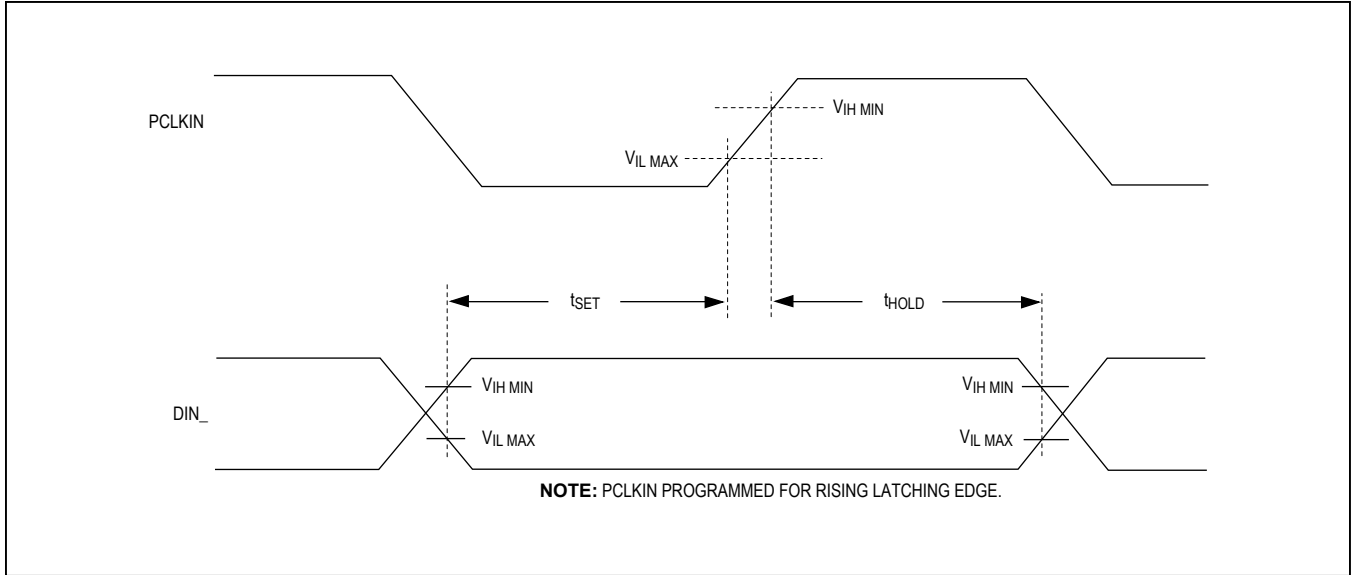 PCLKIN
VIH MIN
VIL MAX
tSET
tHOLD
DIN_
VIH MIN
VIH MIN
VIL MAX
VIL MAX
NOTE: PCLKIN PROGRAMMED FOR RISING LATCHING EDGE.